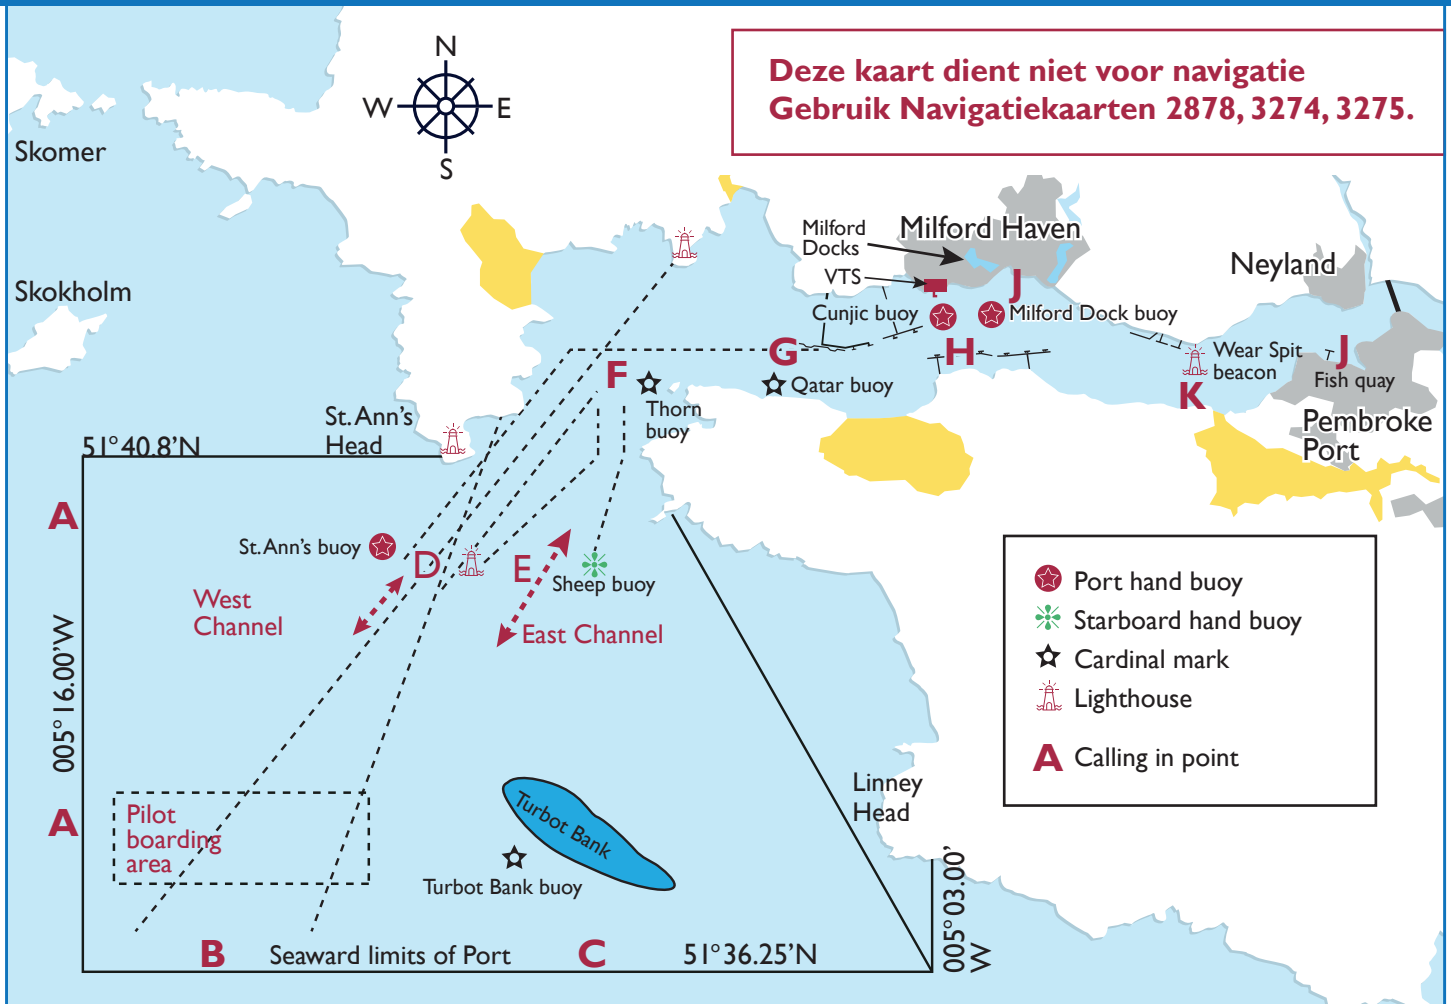 N
W
E
S
Deze kaart dient niet voor navigatie
Gebruik Navigatiekaarten 2878, 3274, 3275.
Skomer
Skokholm
Milford
Docks
Milford Haven
VTS
J
Neyland
Cunjic buoy
Milford Dock buoy
G
H
Wear Spit
beacon
J
Fish quay
K
F
Qatar buoy
Thorn
buoy
Pembroke
Port
St. Ann's
Head
51°40.8'N
A
St. Ann's buoy
D
E
Sheep buoy
West
Channel
East Channel
005°16.00'W
Port hand buoy
Starboard hand buoy
Cardinal mark
Lighthouse
A Calling in point
Linney
Head
A
Pilot
boarding
area
Turbot Bank
Turbot Bank buoy
B
Seaward limits of Port
C
51°36.25'N
005°03.00'
W